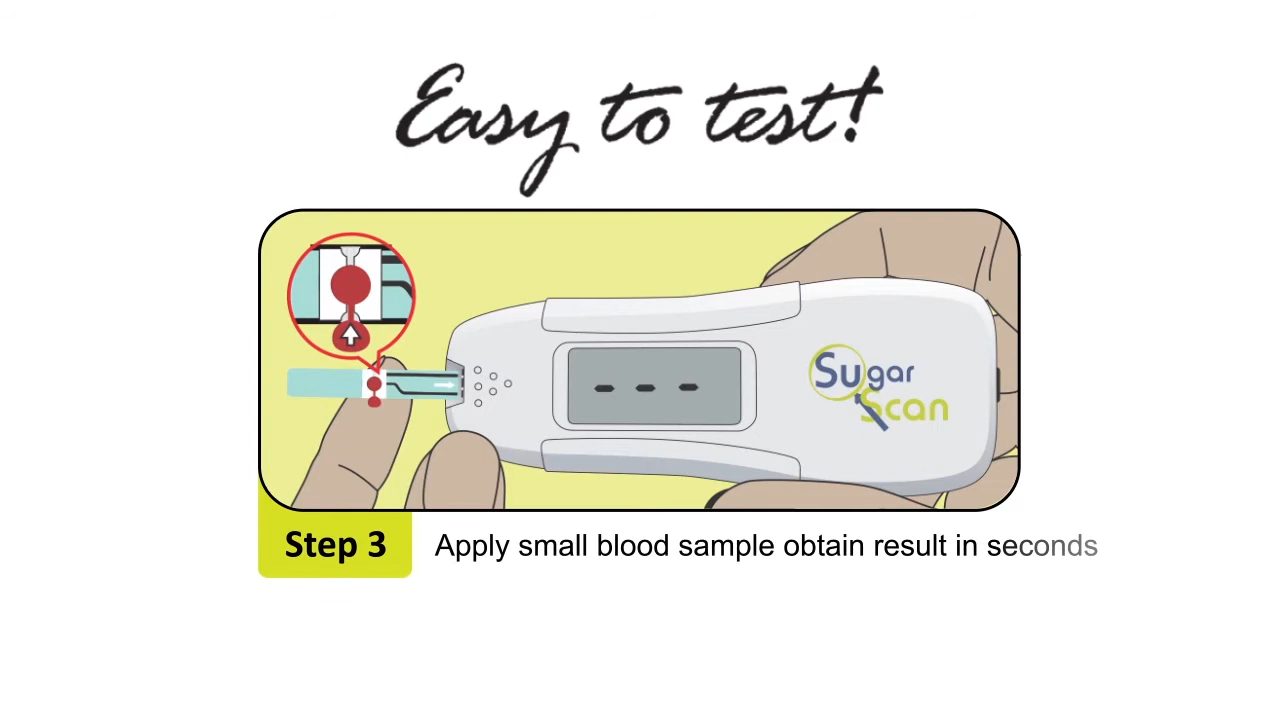 Easy to test!
Sugar
Scan
Step 3 Apply small blood sample obtain result in seconds